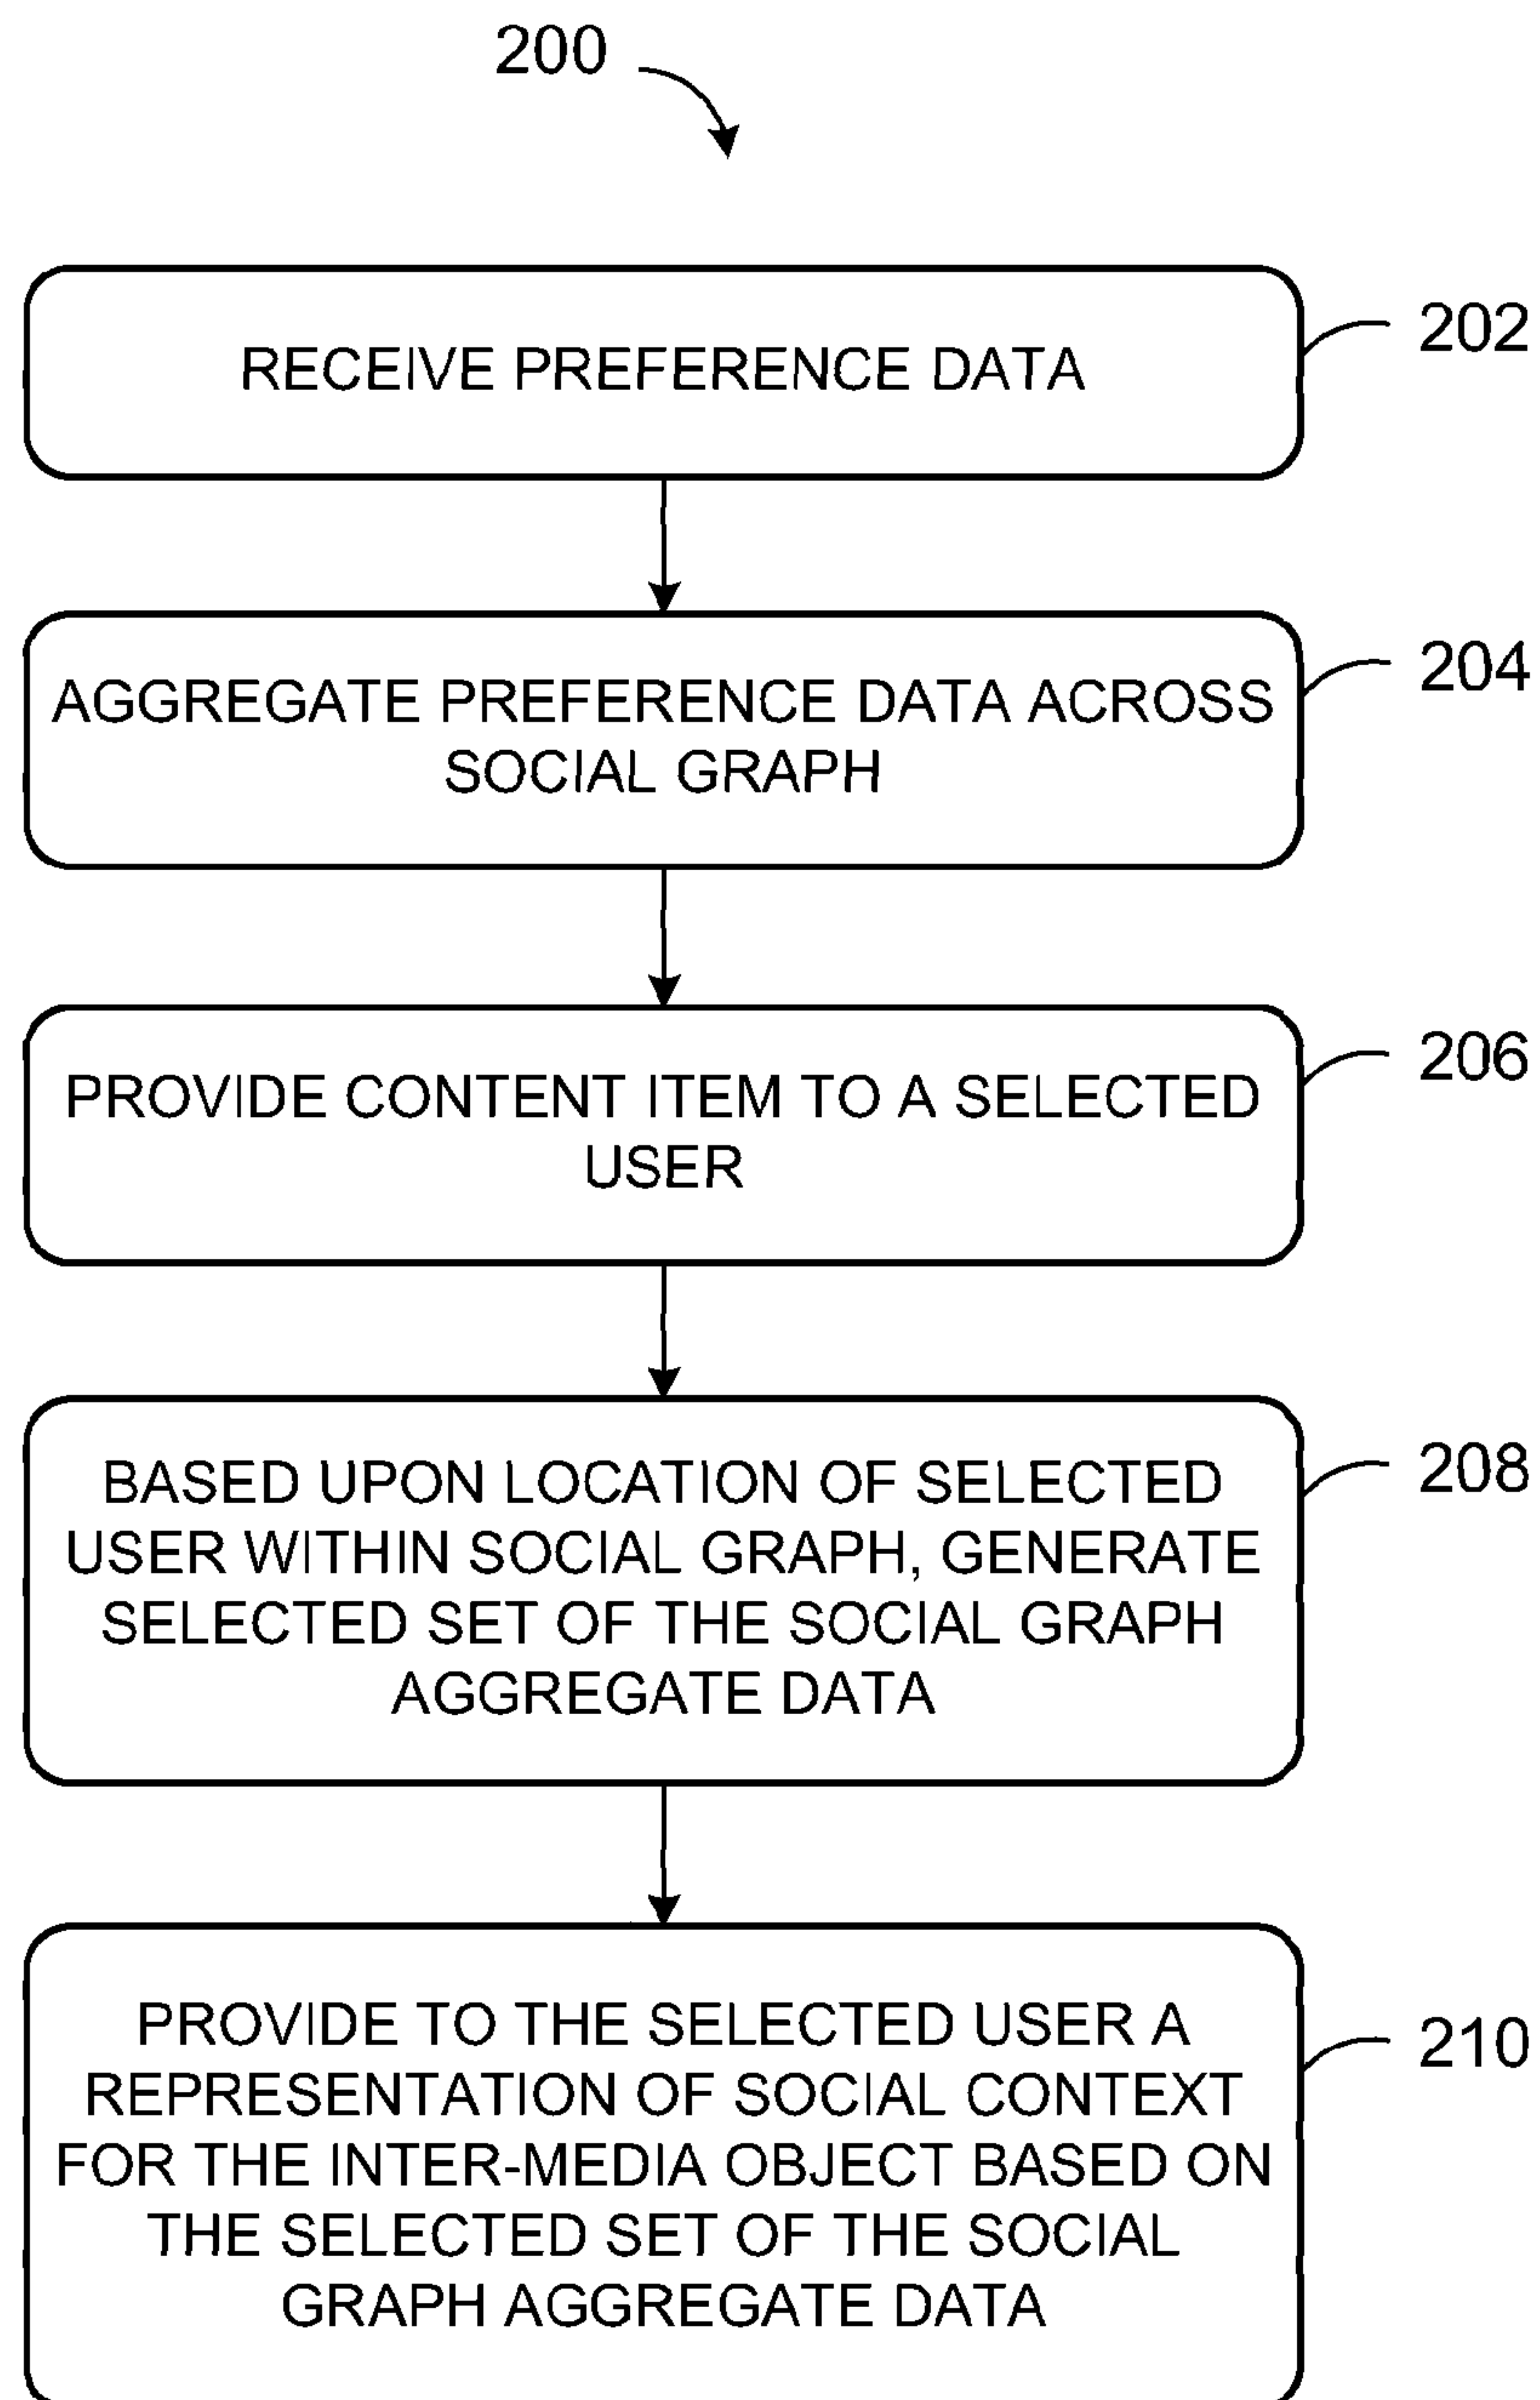 200
RECEIVE PREFERENCE DATA
202
AGGREGATE PREFERENCE DATA ACROSS
SOCIAL GRAPH
204
PROVIDE CONTENT ITEM TO A SELECTED
USER
206
BASED UPON LOCATION OF SELECTED
USER WITHIN SOCIAL GRAPH, GENERATE
SELECTED SET OF THE SOCIAL GRAPH
AGGREGATE DATA
208
PROVIDE TO THE SELECTED USER A
REPRESENTATION OF SOCIAL CONTEXT
FOR THE INTER-MEDIA OBJECT BASED ON
THE SELECTED SET OF THE SOCIAL
GRAPH AGGREGATE DATA
210